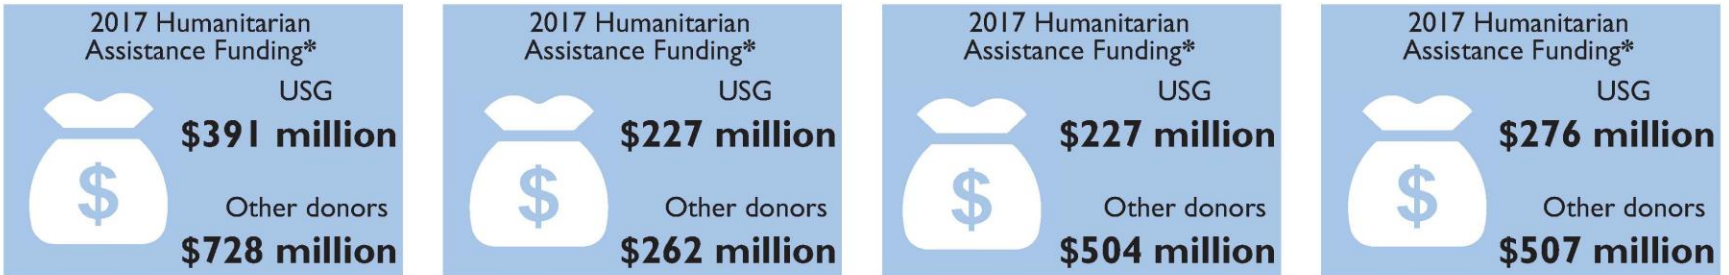 2017 Humanitarian
Assistance Funding*
USG
$391 million
$
Other donors
$728 million
2017 Humanitarian
Assistance Funding*
USG
$227 million
$
Other donors
$262 million
2017 Humanitarian
Assistance Funding*
USG
$227 million
$
Other donors
$504 million
2017 Humanitarian
Assistance Funding*
USG
$276 million
$
Other donors
$507 million